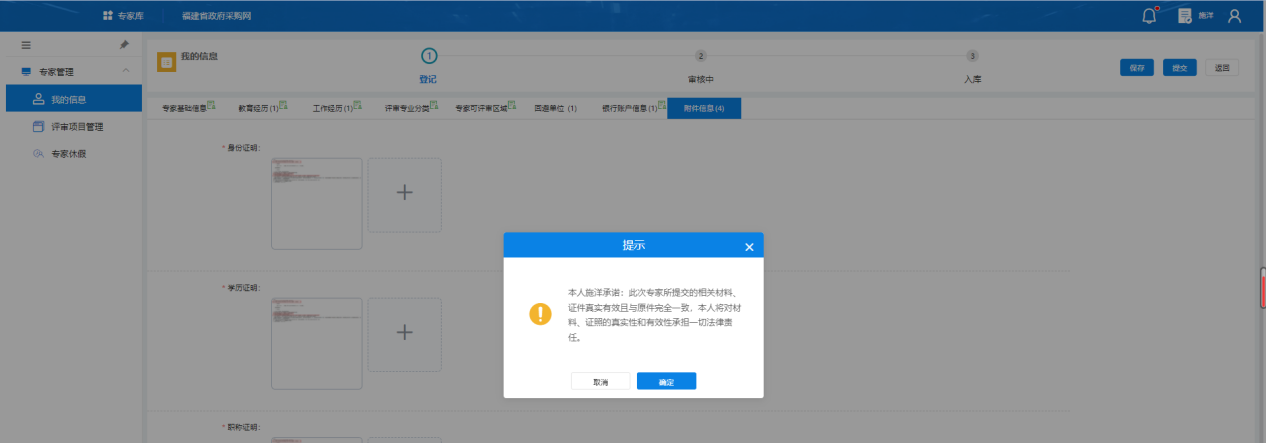 专家库 福建省政府采购网 施洋
专家管理
我的信息
评审项目管理
专家休假
我的信息
1 2 3
登记 审核中 入库
保存 提交 返回
专家基础信息 教育经历(1) 工作经历(1) 评审专业分类 专家可评审区域 回避单位 (1) 银行账户信息(1) 附件信息(4)
* 身份证明：
* 学历证明：
* 职称证明：
提示
本人施洋承诺：此次专家所提交的相关材料、
证件真实有效且与原件完全一致，本人将对材
料、证照的真实性和有效性承担一切法律责
任。
取消 确定